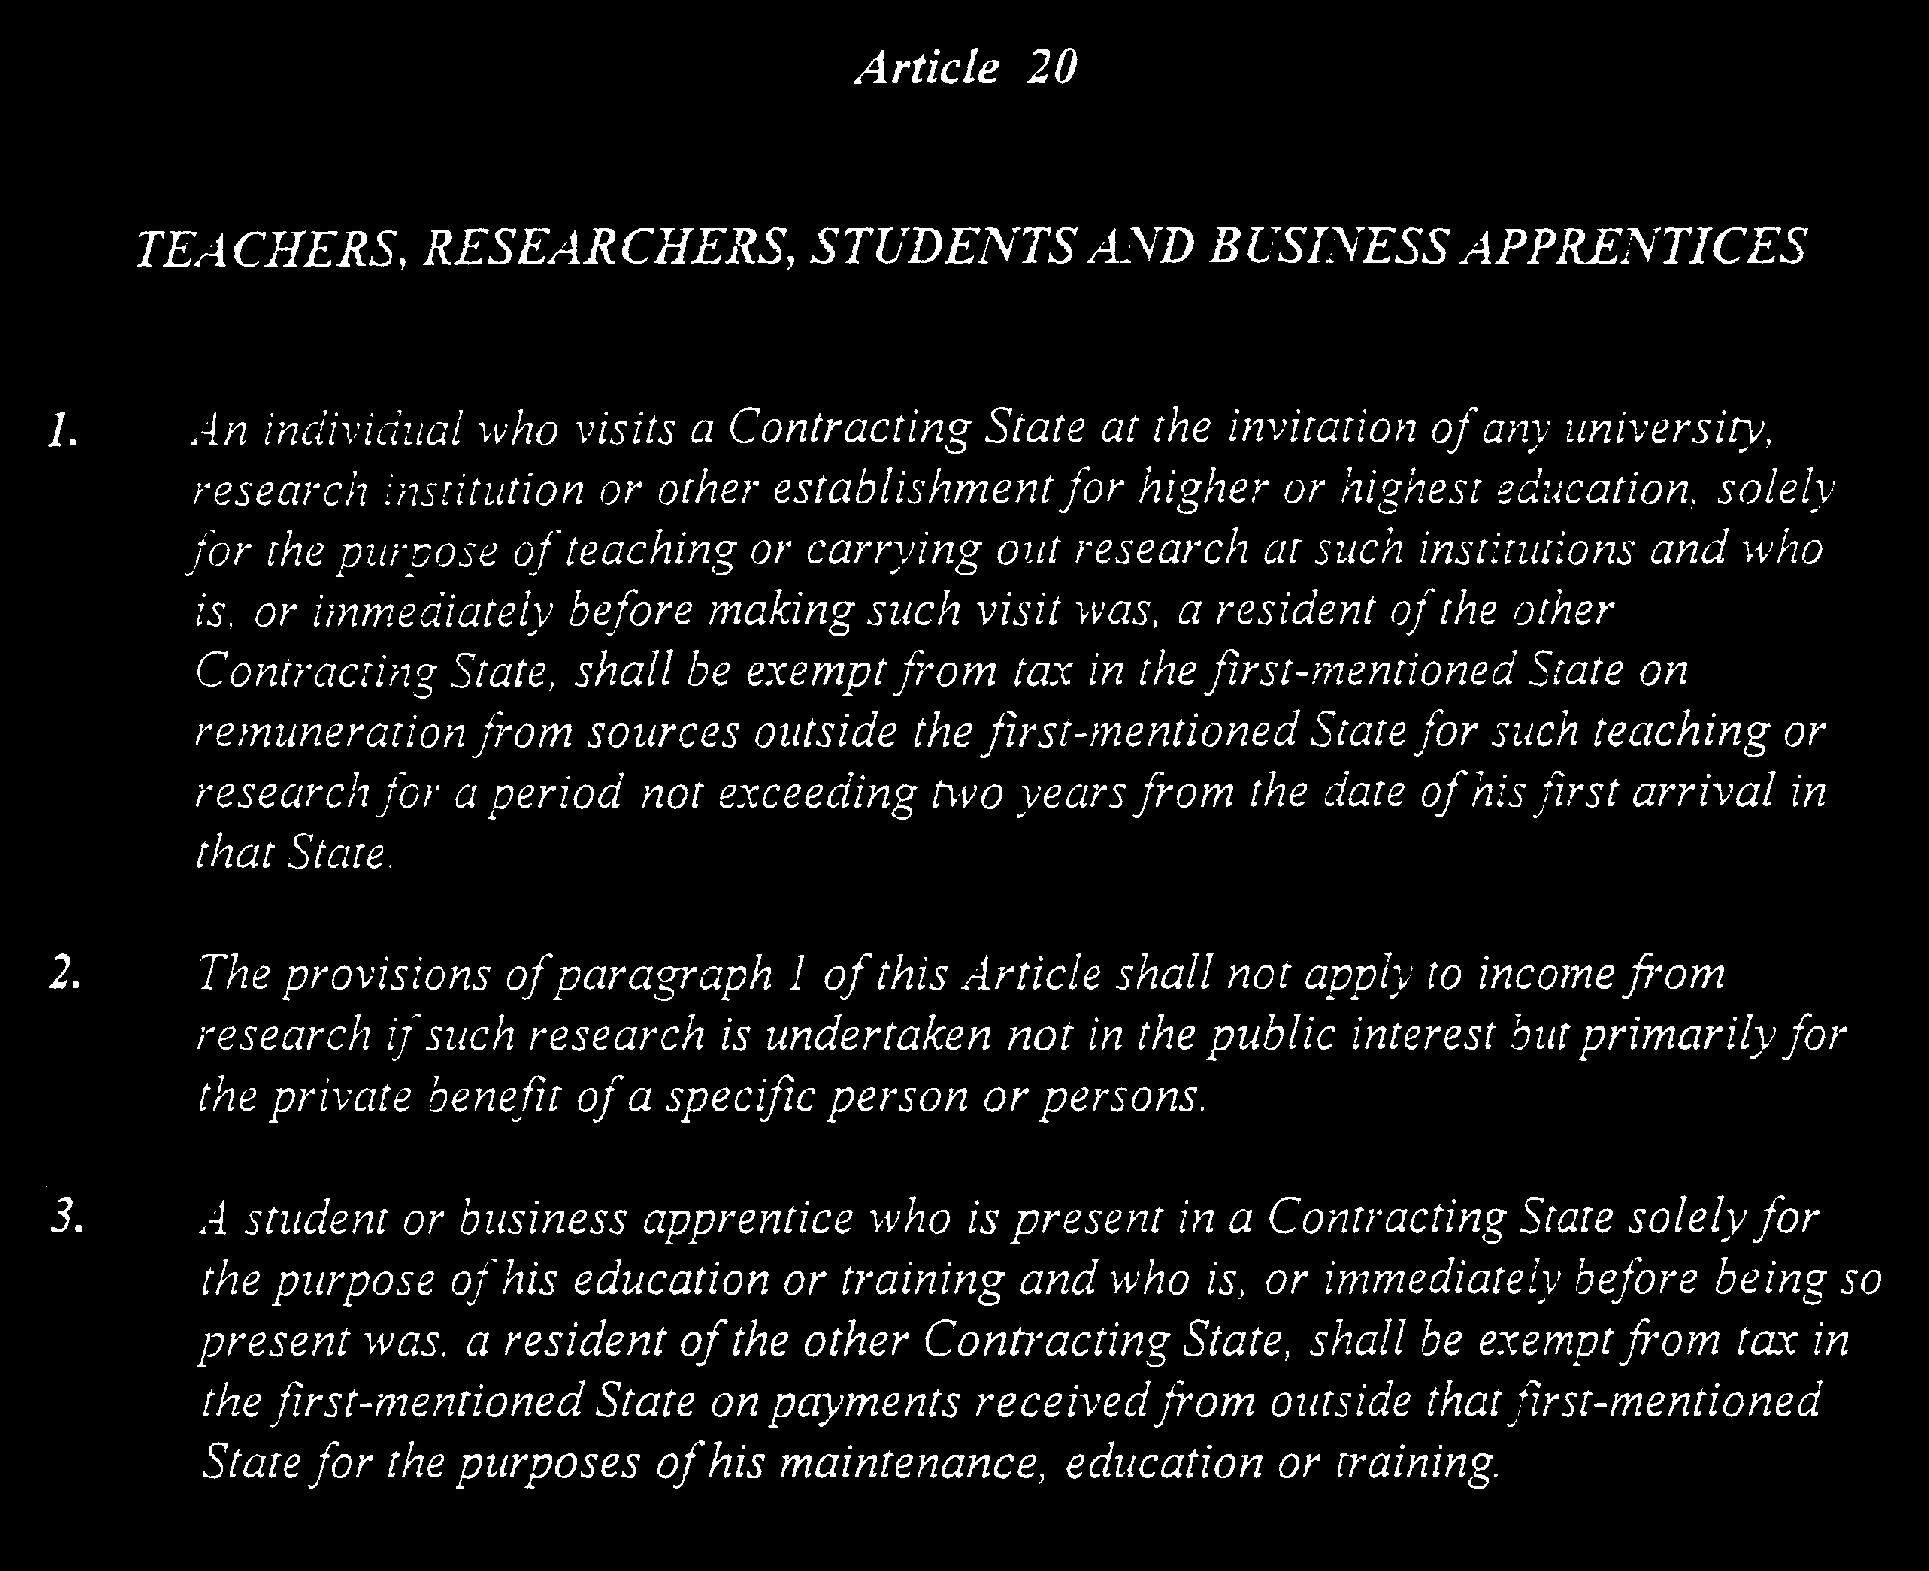 Article 20
TEACHERS, RESEARCHERS, STUDENTS AND BUSINESS APPRENTICES
1. An individual who visits a Contracting State at the invitation of any university,
research institution or other establishment for higher or highest education, solely
for the purpose of teaching or carrying out research at such institutions and who
is, or immediately before making such visit was, a resident of the other
Contracting State, shall be exempt from tax in the first-mentioned State on
remuneration from sources outside the first-mentioned State for such teaching or
research for a period not exceeding two years from the date of his first arrival in
that State.
2. The provisions of paragraph 1 of this Article shall not apply to income from
research if such research is undertaken not in the public interest but primarily for
the private benefit of a specific person or persons.
3. A student or business apprentice who is present in a Contracting State solely for
the purpose of his education or training and who is, or immediately before being so
present was, a resident of the other Contracting State, shall be exempt from tax in
the first-mentioned State on payments received from outside that first-mentioned
State for the purposes of his maintenance, education or training.